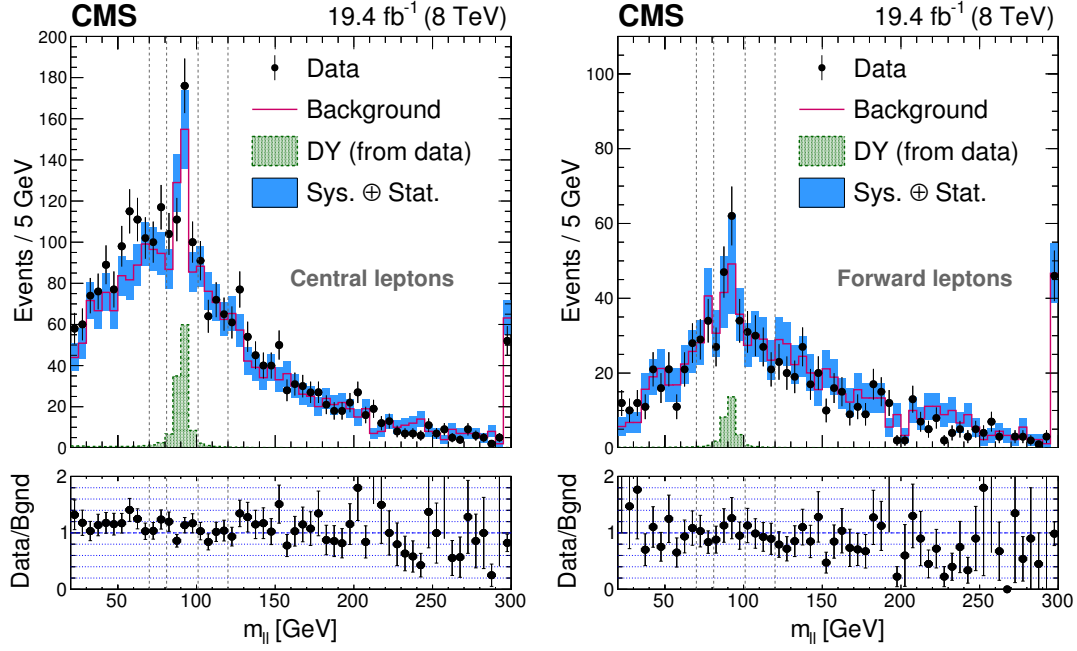 CMS 19.4 fb⁻¹ (8 TeV)
Events / 5 GeV
200
180
160
140
120
100
80
60
40
20
0
Data
Background
DY (from data)
Sys. ⊕ Stat.
Central leptons
Data/Bgnd
2
1
0
50 100 150 200 250 300
m_ll [GeV]
CMS 19.4 fb⁻¹ (8 TeV)
Events / 5 GeV
100
80
60
40
20
0
Data
Background
DY (from data)
Sys. ⊕ Stat.
Forward leptons
Data/Bgnd
2
1
0
50 100 150 200 250 300
m_ll [GeV]